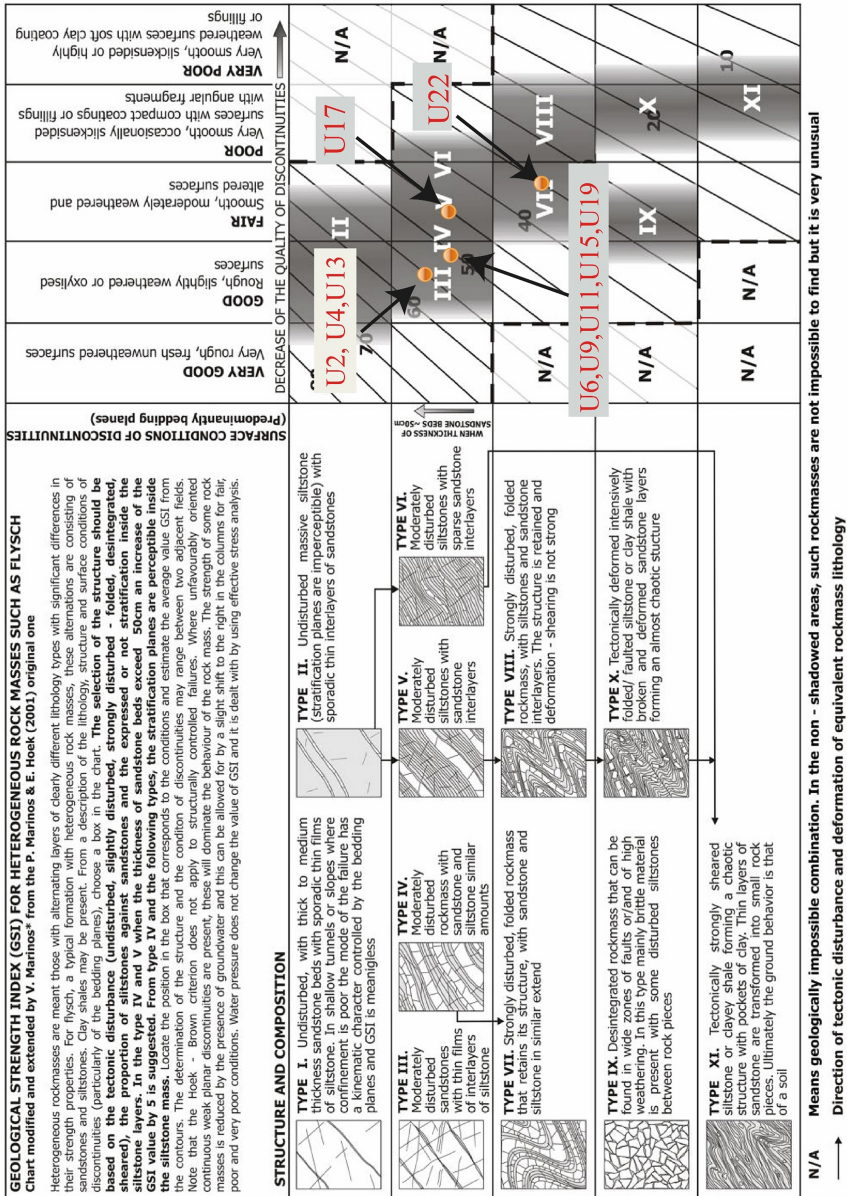 GEOLOGICAL STRENGTH INDEX (GSI) FOR HETEROGENEOUS ROCK MASSES SUCH AS FLYSCH
Chart modified and extended by V. Marinos* from the P. Marinos & E. Hoek (2001) original one
Heterogeneous rockmasses are meant those with alternating layers of clearly different lithology types with significant differences in
their strength properties. For flysch, a typical formation with heterogeneous rock masses, these alternations are consisting of
sandstones and siltstones. Clay shales may be present. From a description of the lithology, structure and surface conditions of
discontinuities (particularly of the bedding planes), choose a box in the chart. The selection of the structure should be
based on the tectonic disturbance (undisturbed, slightly disturbed, strongly disturbed - folded, desintegrated,
sheared), the proportion of siltstones against sandstones and the expressed or not stratification inside the
siltstone layers. In the type IV and V when the thickness of sandstone beds exceed 50cm an increase of the
GSI value by 5 is suggested. From type IV and the following types, the stratification planes are perceptible inside
the siltstone mass. Locate the position in the box that corresponds to the conditions and estimate the average value GSI from
the contours. The determination of the structure and the conditon of discontinuities may range between two adjacent fields.
Note that the Hoek - Brown criterion does not apply to structurally controlled failures. Where unfavourably oriented
continuous weak planar discontinuities are present, these will dominate the behaviour of the rock mass. The strength of some rock
masses is reduced by the presence of groundwater and this can be allowed for by a slight shift to the right in the columns for fair,
poor and very poor conditions. Water pressure does not change the value of GSI and it is dealt with by using effective stress analysis.
SURFACE CONDITIONS OF DISCONTINUITIES
(Predominantly bedding planes)
VERY GOOD
Very rough, fresh unweathered surfaces
GOOD
Rough, slightly weathered or oxylised
surfaces
FAIR
Smooth, moderately weathered and
altered surfaces
POOR
Very smooth, occasionally slickensided
surfaces with compact coatings or fillings
with angular fragments
VERY POOR
Very smooth, slickensided or highly
weathered surfaces with soft clay coating
or fillings
STRUCTURE AND COMPOSITION
DECREASE OF THE QUALITY OF DISCONTINUITIES
TYPE I. Undisturbed, with thick to medium
thickness sandstone beds with sporadic thin films
of siltstone. In shallow tunnels or slopes where
confinement is poor the mode of the failure has
a kinematic character controlled by the bedding
planes and GSI is meanigless
TYPE II. Undisturbed massive siltstone
(stratification planes are imperceptible) with
sporadic thin interlayers of sandstones
70
U2, U4,U13
II
U17
N/A
TYPE III.
Moderately
disturbed
sandstones
with thin films
of interlayers
of siltstone
TYPE IV.
Moderately
disturbed
rockmass with
sandstone and
siltstone similar
amounts
TYPE V.
Moderately
disturbed
siltstones with
sandstone
interlayers
TYPE VI.
Moderately
disturbed
siltstones with
sparse sandstone
interlayers
WHEN THICKNESS OF
SANDSTONE BEDS ~50cm
60
III
IV
V
VI
50
N/A
U22
TYPE VII. Strongly disturbed, folded rockmass
that retains its structure, with sandstone and
siltstone in similar extend
TYPE VIII. Strongly disturbed, folded
rockmass, with siltstones and sandstone
interlayers. The structure is retained and
deformation - shearing is not strong
N/A
40
VII
VIII
U6,U9,U11,U15,U19
TYPE IX. Desintegrated rockmass that can be
found in wide zones of faults or/and of high
weathering. In this type mainly brittle material
is present with some disturbed siltstones
between rock pieces
TYPE X. Tectonically deformed intensively
folded/ faulted siltstone or clay shale with
broken and deformed sandstone layers
forming an almost chaotic stucture
N/A
IX
X
20
TYPE XI. Tectonically strongly sheared
siltstone or clayey shale forming a chaotic
structure with pockets of clay. Thin layers of
sandstone are transformed into small rock
pieces. Ultimately the ground behavior is that
of a soil
N/A
N/A
XI
10
N/A Means geologically impossible combination. In the non - shadowed areas, such rockmasses are not impossible to find but it is very unusual
Direction of tectonic disturbance and deformation of equivalent rockmass lithology